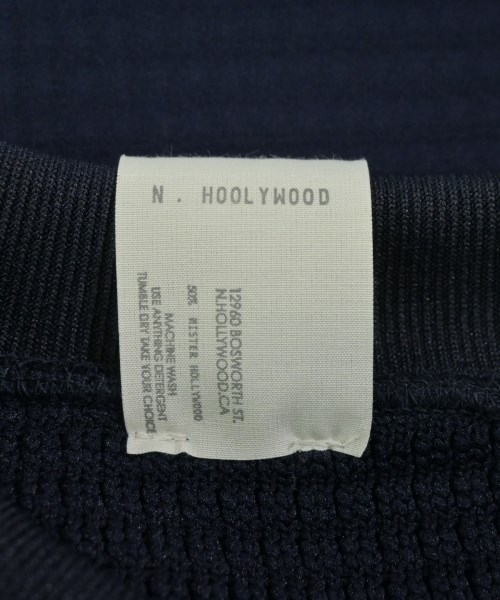 N. HOOLYWOOD
12960 BOSWORTH ST.
N.HOLLYWOOD.CA
50% MISTER HOLLYWOOD
MACHINE WASH
USE ANYTHING DETERGENT
TUMBLE DRY TAKE YOUR CHOICE